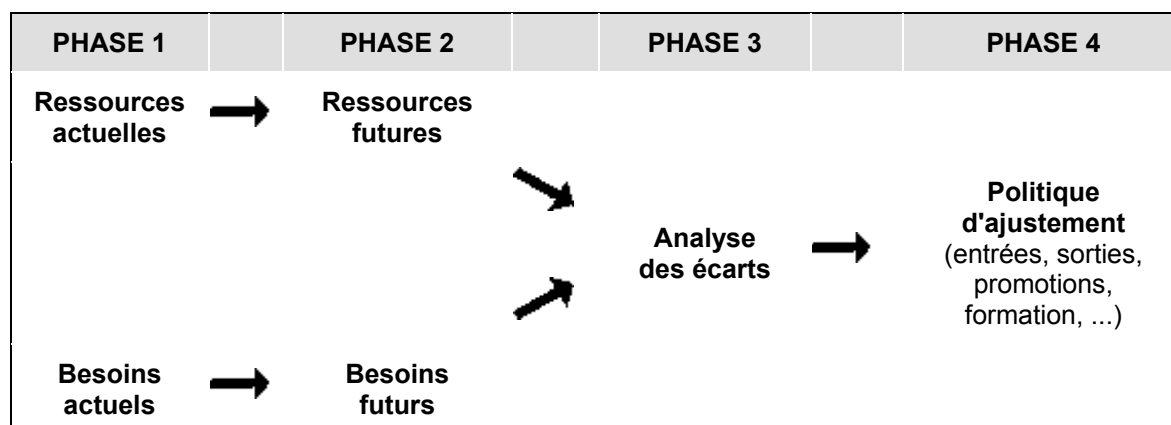 PHASE 1 PHASE 2 PHASE 3 PHASE 4
Ressources
actuelles
Ressources
futures
Analyse
des écarts
Politique
d'ajustement
(entrées, sorties,
promotions,
formation, ...)
Besoins
actuels
Besoins
futurs